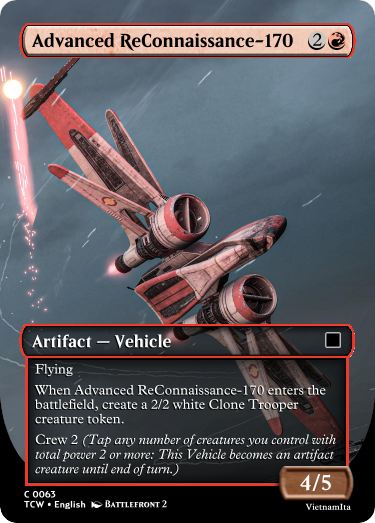 Advanced ReConnaissance-170 2
Artifact — Vehicle
Flying
When Advanced ReConnaissance-170 enters the
battlefield, create a 2/2 white Clone Trooper
creature token.
Crew 2 (Tap any number of creatures you control with
total power 2 or more: This Vehicle becomes an artifact
creature until end of turn.)
4/5
C 0063
TCW • English BATTLEFRONT 2
VietnamIta